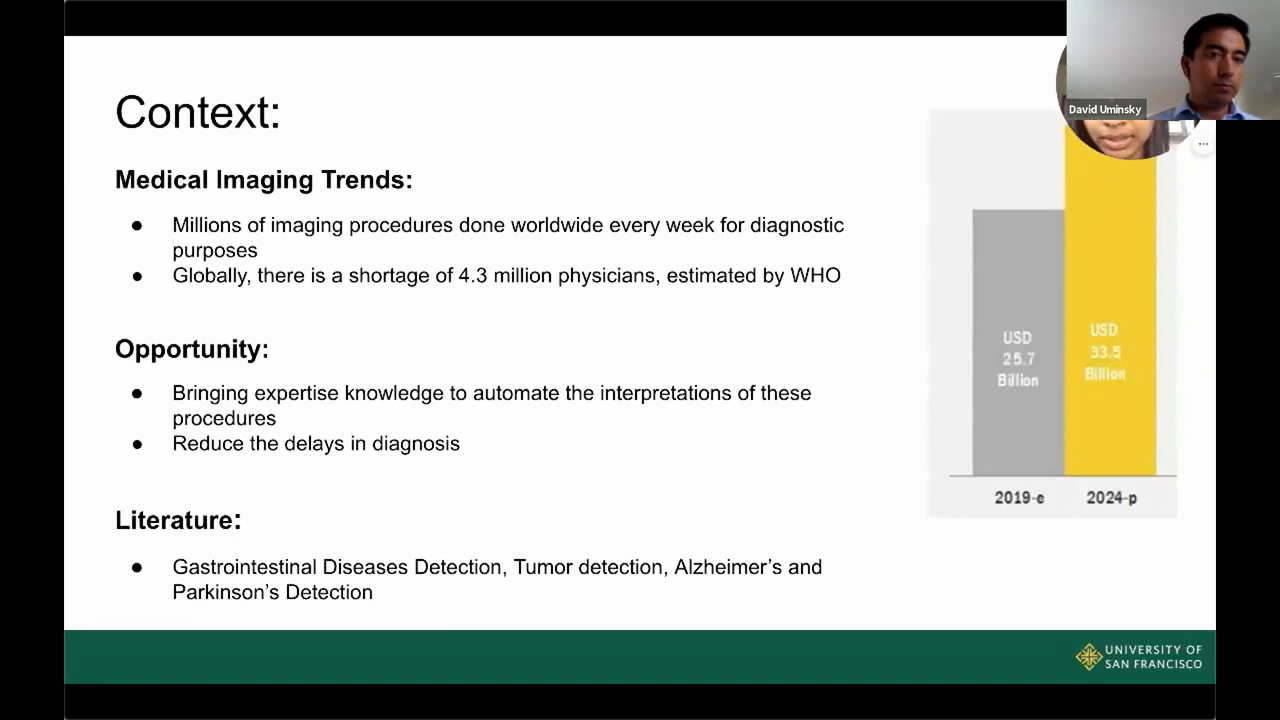 Context:
Medical Imaging Trends:
● Millions of imaging procedures done worldwide every week for diagnostic
purposes
● Globally, there is a shortage of 4.3 million physicians, estimated by WHO
Opportunity:
● Bringing expertise knowledge to automate the interpretations of these
procedures
● Reduce the delays in diagnosis
Literature:
● Gastrointestinal Diseases Detection, Tumor detection, Alzheimer's and
Parkinson's Detection
David Uminsky
...
USD
25.7
Billion
USD
33.5
Billion
2019-e
2024-p
UNIVERSITY OF
SAN FRANCISCO